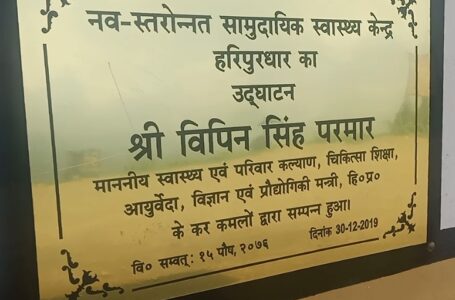 नव-स्तरोन्नत सामुदायिक स्वास्थ्य केन्द्र
हरिपुरधार का
उद्घाटन
श्री विपिन सिंह परमार
माननीय स्वास्थ्य एवं परिवार कल्याण, चिकित्सा शिक्षा,
आयुर्वेदा, विज्ञान एवं प्रौद्योगिकी मन्त्री, हि०प्र०
के कर कमलों द्वारा सम्पन्न हुआ।
वि० सम्वत्ः १५ पौष, २०७६ दिनांक 30-12-2019